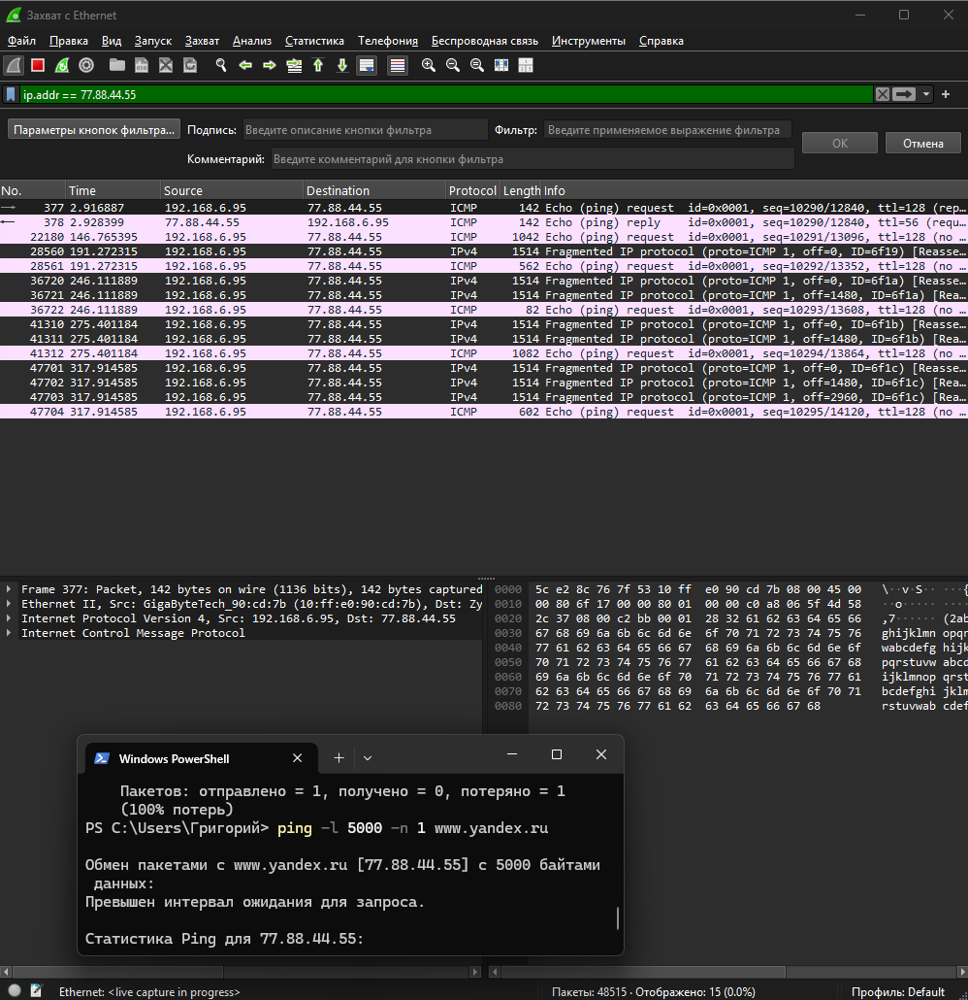 Захват с Ethernet
Файл Правка Вид Запуск Захват Анализ Статистика Телефония Беспроводная связь Инструменты Справка
ip.addr == 77.88.44.55
Параметры кнопок фильтра... Подпись: Введите описание кнопки фильтра Фильтр: Введите применяемое выражение фильтра OK Отмена
Комментарий: Введите комментарий для кнопки фильтра
No. Time Source Destination Protocol Length Info
377 2.916887 192.168.6.95 77.88.44.55 ICMP 142 Echo (ping) request id=0x0001, seq=10290/12840, ttl=128 (rep…
378 2.928399 77.88.44.55 192.168.6.95 ICMP 142 Echo (ping) reply id=0x0001, seq=10290/12840, ttl=56 (requ…
22180 146.765395 192.168.6.95 77.88.44.55 ICMP 1042 Echo (ping) request id=0x0001, seq=10291/13096, ttl=128 (no …
28560 191.272315 192.168.6.95 77.88.44.55 IPv4 1514 Fragmented IP protocol (proto=ICMP 1, off=0, ID=6f19) [Reasse…
28561 191.272315 192.168.6.95 77.88.44.55 ICMP 562 Echo (ping) request id=0x0001, seq=10292/13352, ttl=128 (no …
36720 246.111889 192.168.6.95 77.88.44.55 IPv4 1514 Fragmented IP protocol (proto=ICMP 1, off=0, ID=6f1a) [Reasse…
36721 246.111889 192.168.6.95 77.88.44.55 IPv4 1514 Fragmented IP protocol (proto=ICMP 1, off=1480, ID=6f1a) [Rea…
36722 246.111889 192.168.6.95 77.88.44.55 ICMP 82 Echo (ping) request id=0x0001, seq=10293/13608, ttl=128 (no …
41310 275.401184 192.168.6.95 77.88.44.55 IPv4 1514 Fragmented IP protocol (proto=ICMP 1, off=0, ID=6f1b) [Reasse…
41311 275.401184 192.168.6.95 77.88.44.55 IPv4 1514 Fragmented IP protocol (proto=ICMP 1, off=1480, ID=6f1b) [Rea…
41312 275.401184 192.168.6.95 77.88.44.55 ICMP 1082 Echo (ping) request id=0x0001, seq=10294/13864, ttl=128 (no …
47701 317.914585 192.168.6.95 77.88.44.55 IPv4 1514 Fragmented IP protocol (proto=ICMP 1, off=0, ID=6f1c) [Reasse…
47702 317.914585 192.168.6.95 77.88.44.55 IPv4 1514 Fragmented IP protocol (proto=ICMP 1, off=1480, ID=6f1c) [Rea…
47703 317.914585 192.168.6.95 77.88.44.55 IPv4 1514 Fragmented IP protocol (proto=ICMP 1, off=2960, ID=6f1c) [Rea…
47704 317.914585 192.168.6.95 77.88.44.55 ICMP 602 Echo (ping) request id=0x0001, seq=10295/14120, ttl=128 (no …
Frame 377: Packet, 142 bytes on wire (1136 bits), 142 bytes captured
Ethernet II, Src: GigaByteTech_90:cd:7b (10:ff:e0:90:cd:7b), Dst: Zy
Internet Protocol Version 4, Src: 192.168.6.95, Dst: 77.88.44.55
Internet Control Message Protocol
0000 5c e2 8c 76 7f 53 10 ff e0 90 cd 7b 08 00 45 00 \··v·S·· ···{
0010 00 80 6f 17 00 00 80 01 00 00 c0 a8 06 5f 4d 58 ··o·····
0020 2c 37 08 00 c2 bb 00 01 28 32 61 62 63 64 65 66 ,7······ (2ab
0030 67 68 69 6a 6b 6c 6d 6e 6f 70 71 72 73 74 75 76 ghijklmn opqr
0040 77 61 62 63 64 65 66 67 68 69 6a 6b 6c 6d 6e 6f wabcdefg hijk
0050 70 71 72 73 74 75 76 77 61 62 63 64 65 66 67 68 pqrstuvw abcd
0060 69 6a 6b 6c 6d 6e 6f 70 71 72 73 74 75 76 77 61 ijklmnop qrst
0070 62 63 64 65 66 67 68 69 6a 6b 6c 6d 6e 6f 70 71 bcdefghi jklm
0080 72 73 74 75 76 77 61 62 63 64 65 66 67 68 rstuvwab cdef
Windows PowerShell
Пакетов: отправлено = 1, получено = 0, потеряно = 1
(100% потерь)
PS C:\Users\Григорий> ping -l 5000 -n 1 www.yandex.ru
Обмен пакетами с www.yandex.ru [77.88.44.55] с 5000 байтами
данных:
Превышен интервал ожидания для запроса.
Статистика Ping для 77.88.44.55:
Ethernet: <live capture in progress> Пакеты: 48515 · Отображено: 15 (0.0%) Профиль: Default